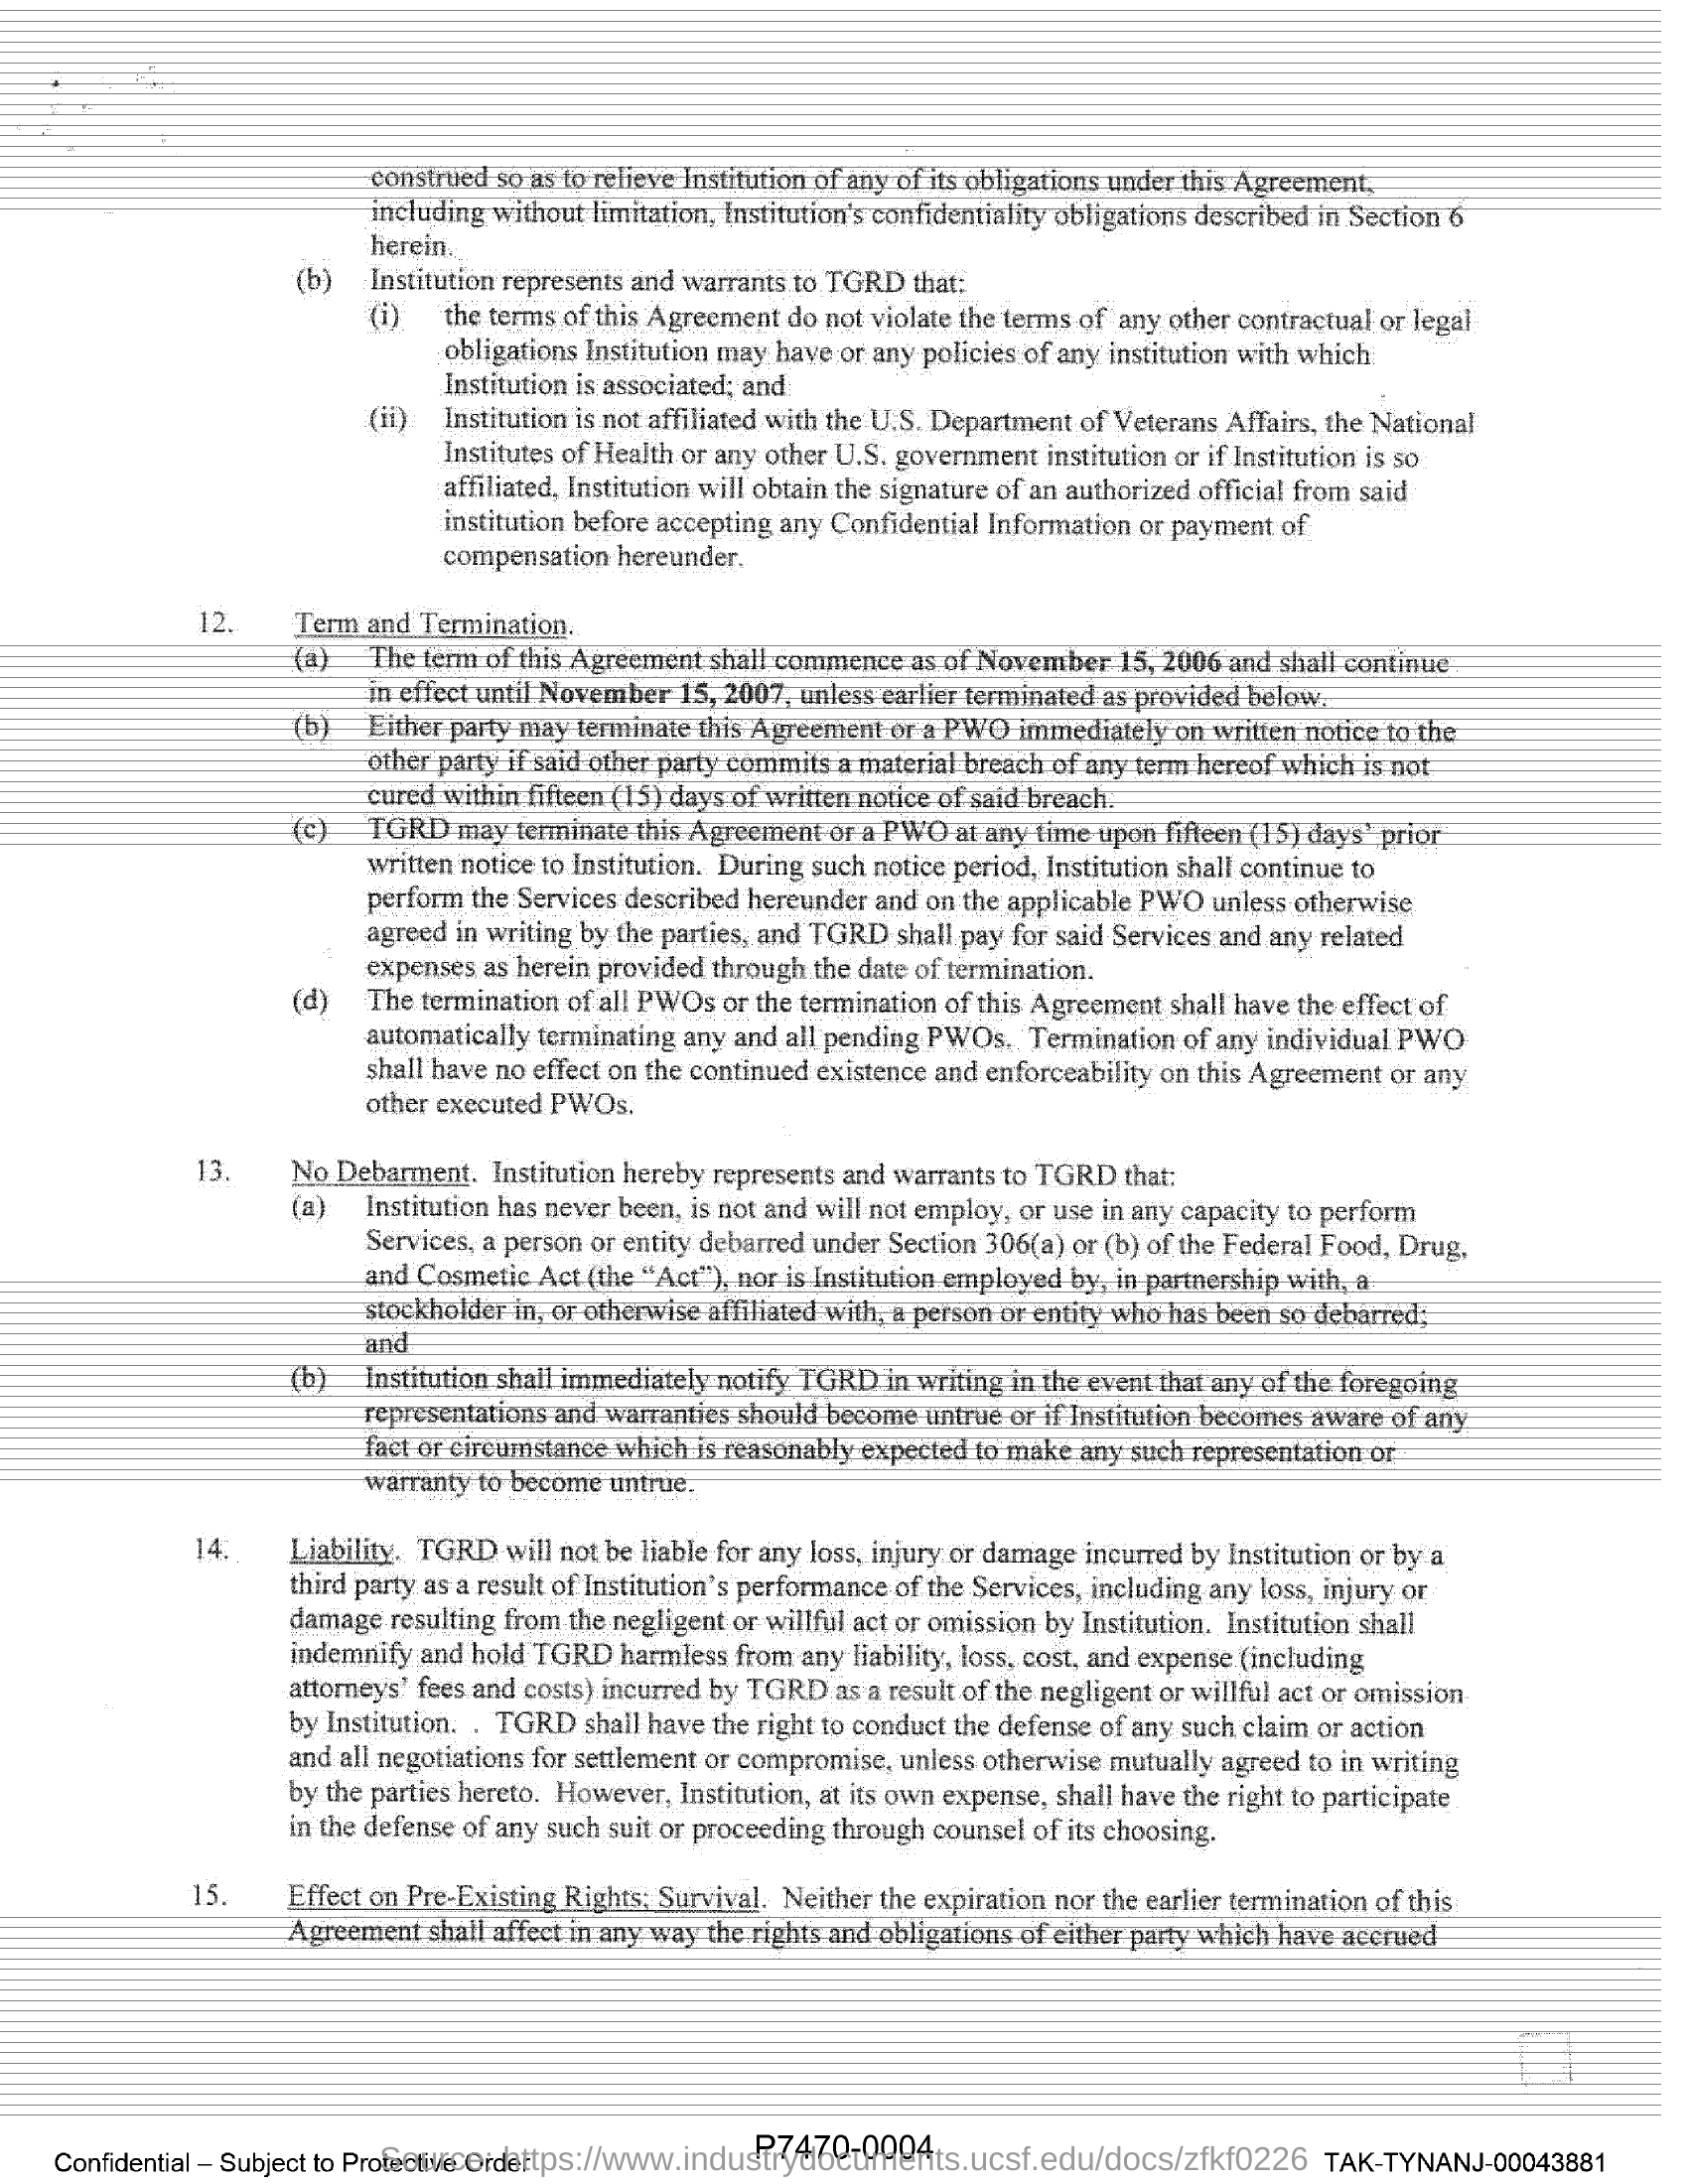 construed so as to relieve Institution of any of its obligations under this Agreement,
including without limitation, Institution's confidentiality obligations described in Section 6
herein.
(b) Institution represents and warrants to TGRD that:
(i) the terms of this Agreement do not violate the terms of any other contractual or legal
obligations Institution may have or any policies of any institution with which
Institution is associated; and
(ii) Institution is not affiliated with the U.S. Department of Veterans Affairs, the National
Institutes of Health or any other U.S. government institution or if Institution is so
affiliated, Institution will obtain the signature of an authorized official from said
institution before accepting any Confidential Information or payment of
compensation hereunder.
12. Term and Termination.
(a) The term of this Agreement shall commence as of November 15, 2006 and shall continue
in effect until November 15, 2007, unless earlier terminated as provided below.
(b) Either party may terminate this Agreement or a PWO immediately on written notice to the
other party if said other party commits a material breach of any term hereof which is not
cured within fifteen (15) days of written notice of said breach.
(c) TGRD may terminate this Agreement or a PWO at any time upon fifteen (15) days' prior
written notice to Institution. During such notice period, Institution shall continue to
perform the Services described hereunder and on the applicable PWO unless otherwise
agreed in writing by the parties, and TGRD shall pay for said Services and any related
expenses as herein provided through the date of termination.
(d) The termination of all PWOs or the termination of this Agreement shall have the effect of
automatically terminating any and all pending PWOs. Termination of any individual PWO
shall have no effect on the continued existence and enforceability on this Agreement or any
other executed PWOs.
13. No Debarment. Institution hereby represents and warrants to TGRD that:
(a) Institution has never been, is not and will not employ, or use in any capacity to perform
Services, a person or entity debarred under Section 306(a) or (b) of the Federal Food, Drug,
and Cosmetic Act (the “Act”), nor is Institution employed by, in partnership with, a
stockholder in, or otherwise affiliated with, a person or entity who has been so debarred;
and
(b) Institution shall immediately notify TGRD in writing in the event that any of the foregoing
representations and warranties should become untrue or if Institution becomes aware of any
fact or circumstance which is reasonably expected to make any such representation or
warranty to become untrue.
14. Liability. TGRD will not be liable for any loss, injury or damage incurred by Institution or by a
third party as a result of Institution's performance of the Services, including any loss, injury or
damage resulting from the negligent or willful act or omission by Institution. Institution shall
indemnify and hold TGRD harmless from any liability, loss, cost, and expense (including
attorneys' fees and costs) incurred by TGRD as a result of the negligent or willful act or omission
by Institution. . TGRD shall have the right to conduct the defense of any such claim or action
and all negotiations for settlement or compromise, unless otherwise mutually agreed to in writing
by the parties hereto. However, Institution, at its own expense, shall have the right to participate
in the defense of any such suit or proceeding through counsel of its choosing.
15. Effect on Pre-Existing Rights; Survival. Neither the expiration nor the earlier termination of this
Agreement shall affect in any way the rights and obligations of either party which have accrued
P7470-0004
Confidential – Subject to Protective Order
Source: https://www.industrydocuments.ucsf.edu/docs/zfkf0226
TAK-TYNANJ-00043881